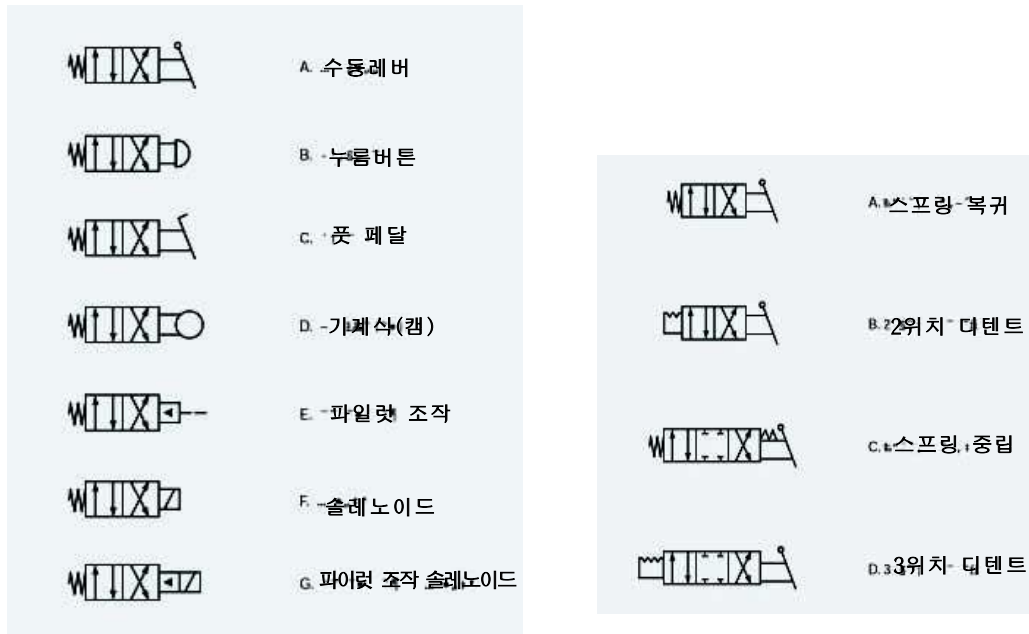 A. 수동레버
B. 누름버튼
C. 풋 페달
D. 기계식(캠)
E. 파일럿 조작
F. 솔레노이드
G. 파이럿 조작 솔레노이드
A. 스프링 복귀
B. 2위치 디텐트
C. 스프링 중립
D. 3위치 디텐트